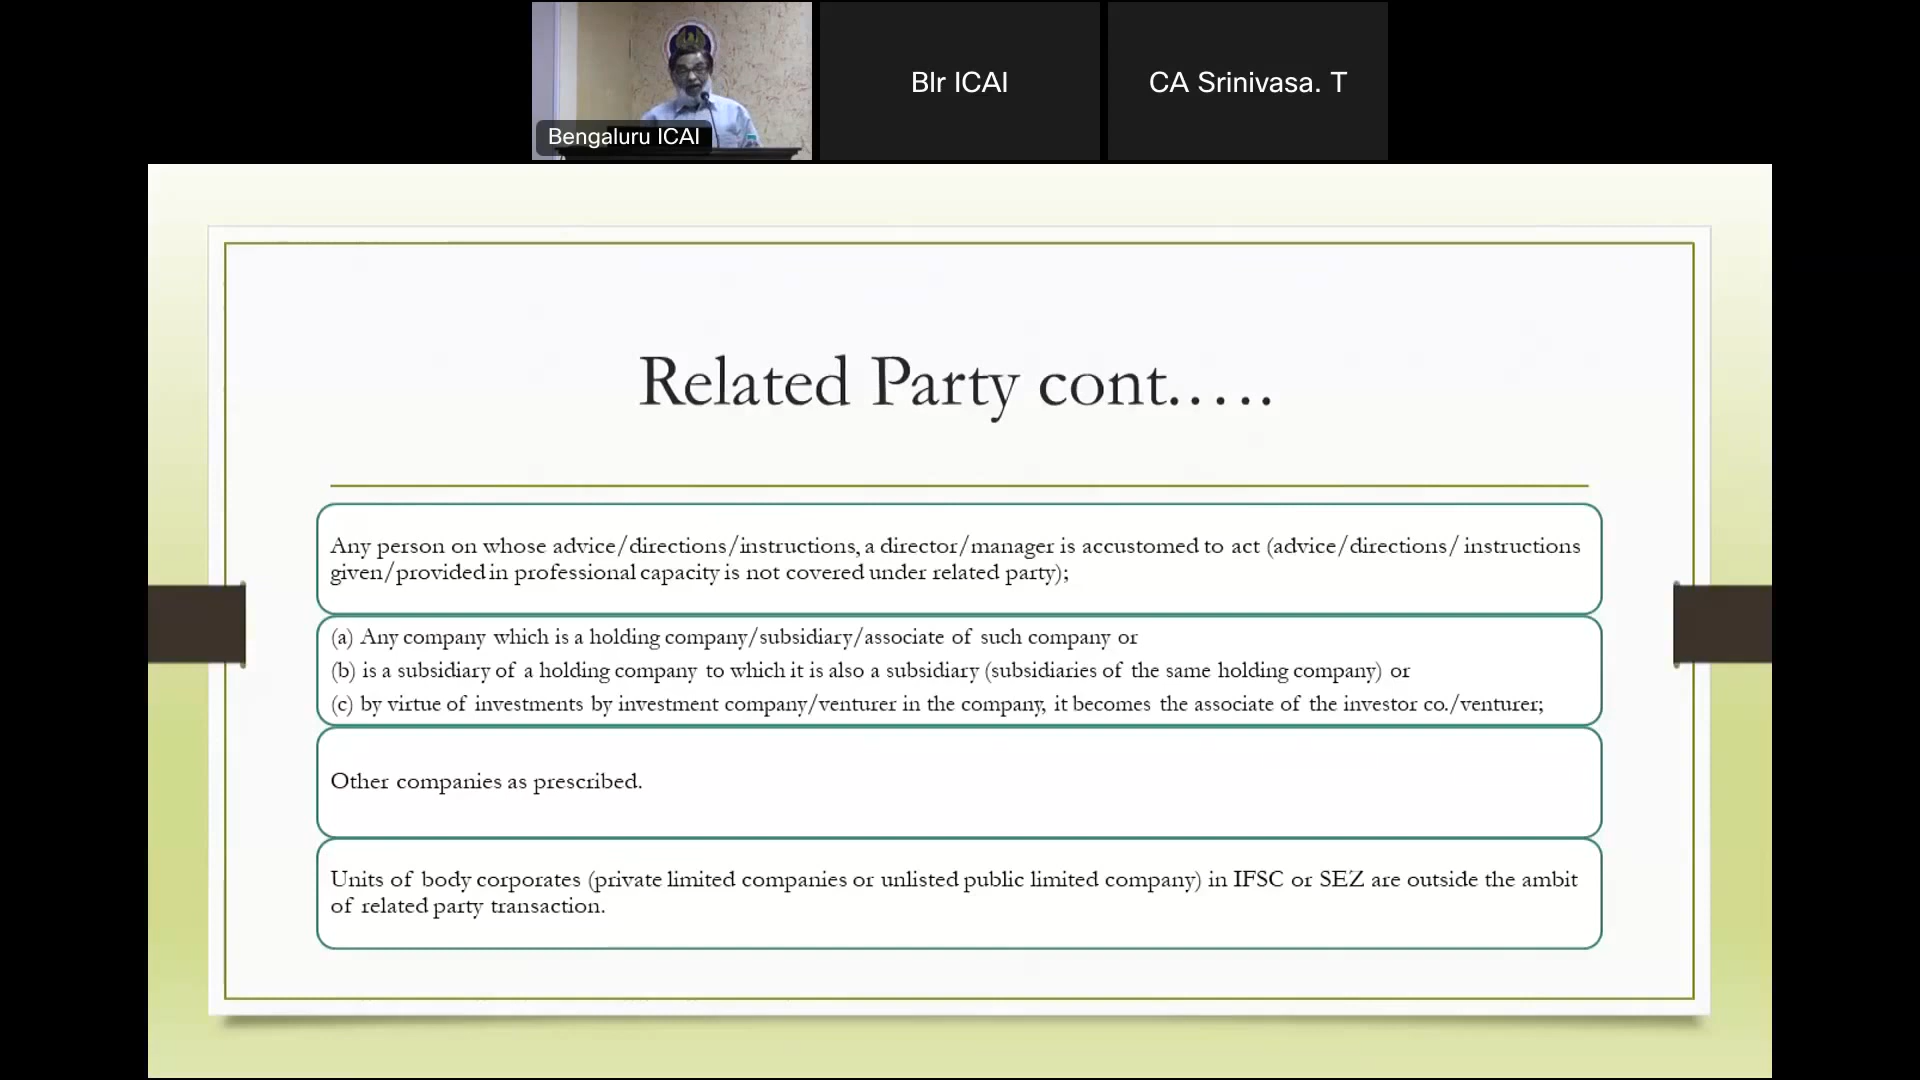 Bengaluru ICAI
Blr ICAI
CA Srinivasa. T
Related Party cont.....
Any person on whose advice/directions/instructions, a director/manager is accustomed to act (advice/directions/ instructions
given/provided in professional capacity is not covered under related party);
(a) Any company which is a holding company/subsidiary/associate of such company or
(b) is a subsidiary of a holding company to which it is also a subsidiary (subsidiaries of the same holding company) or
(c) by virtue of investments by investment company/venturer in the company, it becomes the associate of the investor co./venturer;
Other companies as prescribed.
Units of body corporates (private limited companies or unlisted public limited company) in IFSC or SEZ are outside the ambit
of related party transaction.